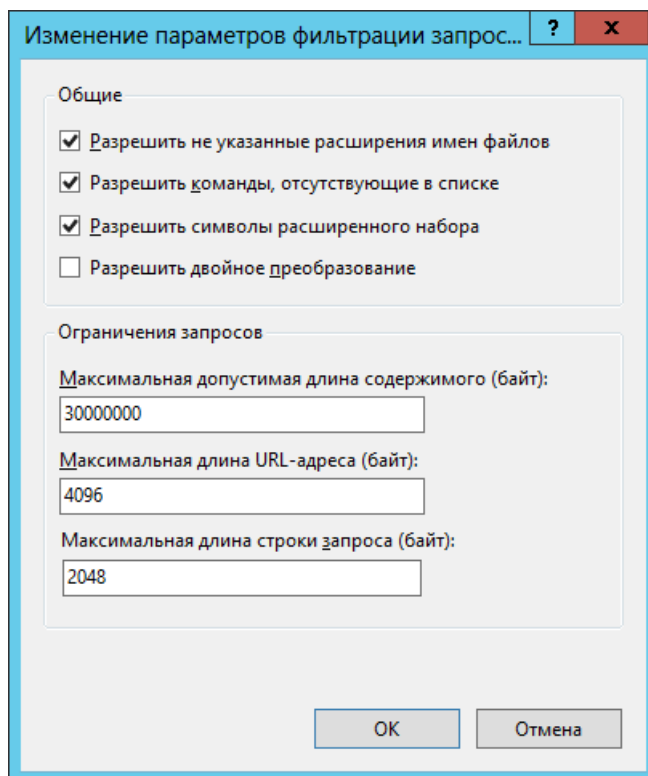 Изменение параметров фильтрации запрос...
?
x
Общие
Разрешить не указанные расширения имен файлов
Разрешить команды, отсутствующие в списке
Разрешить символы расширенного набора
Разрешить двойное преобразование
Ограничения запросов
Максимальная допустимая длина содержимого (байт):
30000000
Максимальная длина URL-адреса (байт):
4096
Максимальная длина строки запроса (байт):
2048
ОК
Отмена